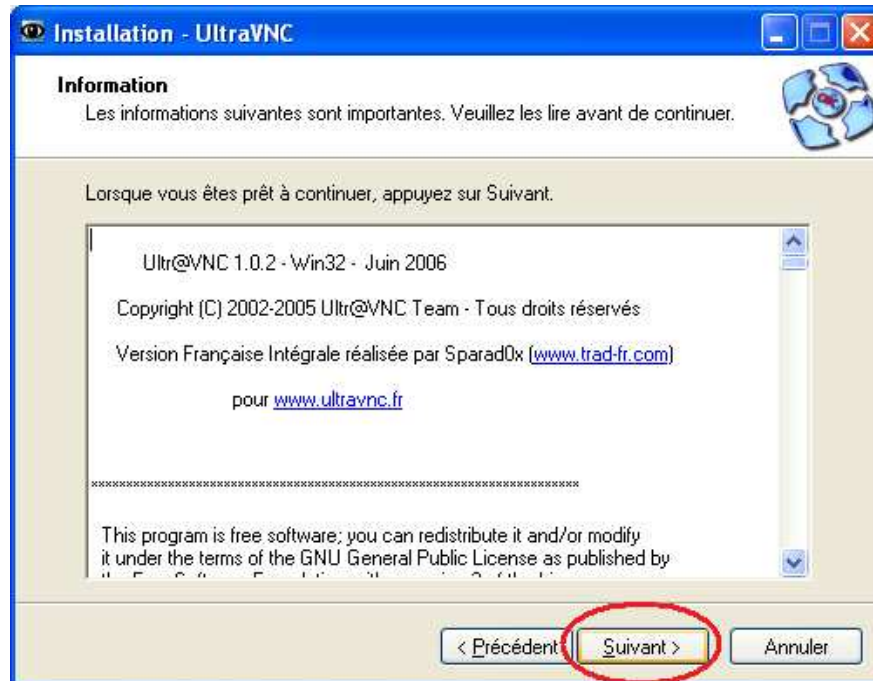 Installation - UltraVNC
Information
Les informations suivantes sont importantes. Veuillez les lire avant de continuer.
Lorsque vous êtes prêt à continuer, appuyez sur Suivant.
Ultr@VNC 1.0.2 - Win32 - Juin 2006
Copyright (C) 2002-2005 Ultr@VNC Team - Tous droits réservés
Version Française Intégrale réalisée par Sparad0x (www.trad-fr.com)
pour www.ultravnc.fr
This program is free software; you can redistribute it and/or modify
it under the terms of the GNU General Public License as published by
< Précédent
Suivant >
Annuler